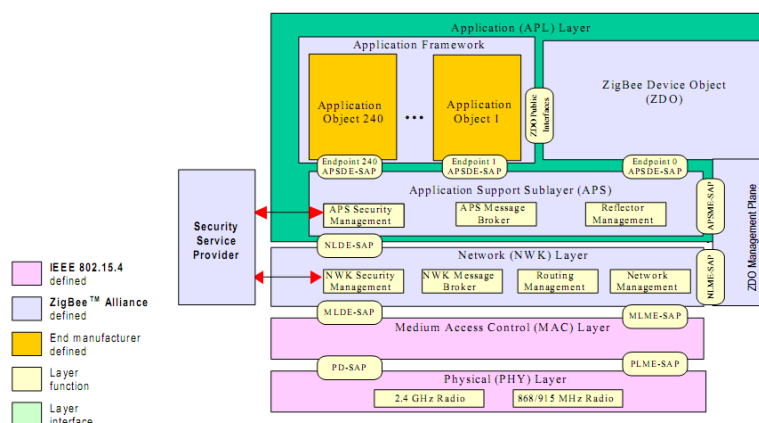 Application (APL) Layer
Application Framework
Application
Object 240
...
Application
Object 1
ZDO Public
Interfaces
ZigBee Device Object
(ZDO)
Endpoint 240
APSDE-SAP
Endpoint 1
APSDE-SAP
Endpoint 0
APSDE-SAP
Application Support Sublayer (APS)
APS Security
Management
APS Message
Broker
Reflector
Management
APSME-SAP
ZDO Management Plane
Security
Service
Provider
NLDE-SAP
Network (NWK) Layer
NWK Security
Management
NWK Message
Broker
Routing
Management
Network
Management
NLME-SAP
MLDE-SAP
MLME-SAP
Medium Access Control (MAC) Layer
PD-SAP
PLME-SAP
Physical (PHY) Layer
2.4 GHz Radio
868/915 MHz Radio
IEEE 802.15.4
defined
ZigBee™ Alliance
defined
End manufacturer
defined
Layer
function
Layer
interface